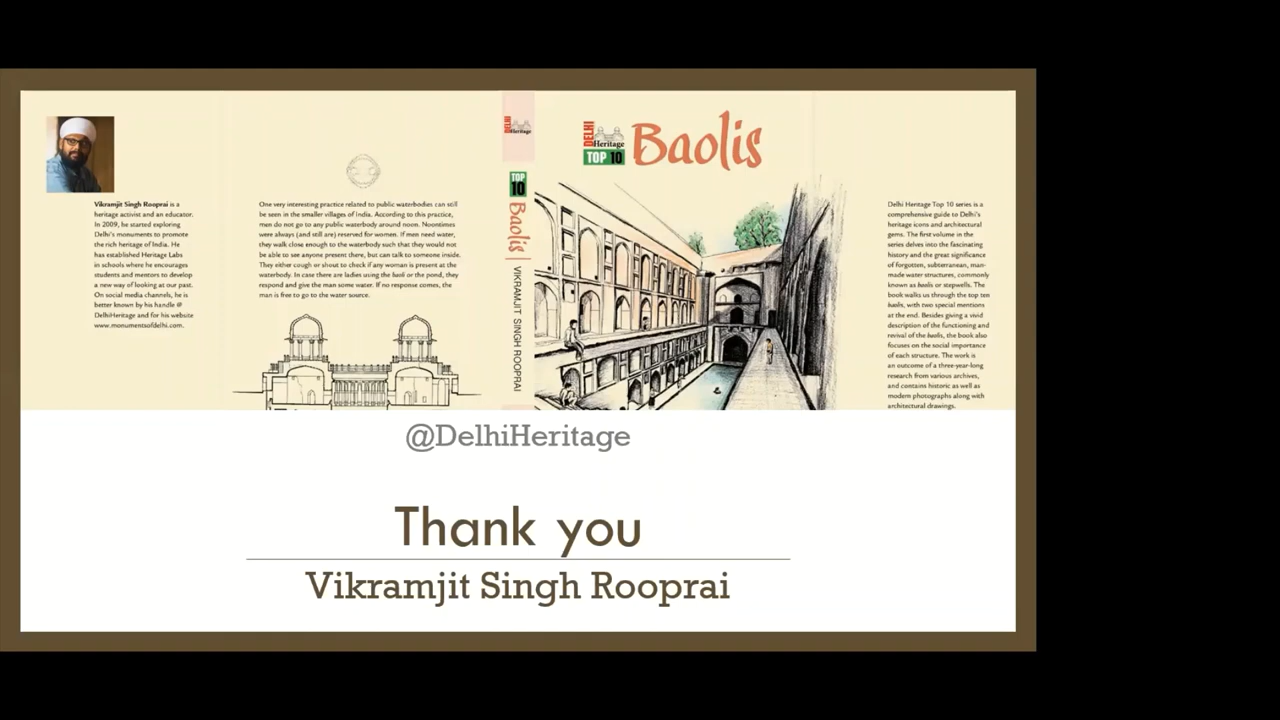 Vikramjit Singh Rooprai is a
heritage activist and an educator.
In 2009, he started exploring
Delhi's monuments to promote
the rich heritage of India. He
has established Heritage Labs
in schools where he encourages
students and mentors to develop
a new way of looking at our past.
On social media channels, he is
better known by his handle @
DelhiHeritage and for his website
www.monumentsofdelhi.com.
One very interesting practice related to public waterbodies can still
be seen in the smaller villages of India. According to this practice,
men do not go to any public waterbody around noon. Noontimes
were always (and still are) reserved for women. If men need water,
they walk close enough to the waterbody such that they would not
be able to see anyone present there, but can talk to someone inside.
They either cough or shout to check if any woman is present at the
waterbody. In case there are ladies using the baoli or the pond, they
respond and give the man some water. If no response comes, the
man is free to go to the water source.
DELHI
Heritage
TOP
10
Baolis
VIKRAMJIT SINGH ROOPRAI
DELHI
Heritage
TOP 10
Baolis
Delhi Heritage Top 10 series is a
comprehensive guide to Delhi's
heritage icons and architectural
gems. The first volume in the
series delves into the fascinating
history and the great significance
of forgotten, subterranean, man-
made water structures, commonly
known as baolis or stepwells. The
book walks us through the top ten
baolis, with two special mentions
at the end. Besides giving a vivid
description of the functioning and
revival of the baolis, the book also
focuses on the social importance
of each structure. The work is
an outcome of a three-year-long
research from various archives,
and contains historic as well as
modern photographs along with
architectural drawings.
@DelhiHeritage
Thank you
Vikramjit Singh Rooprai